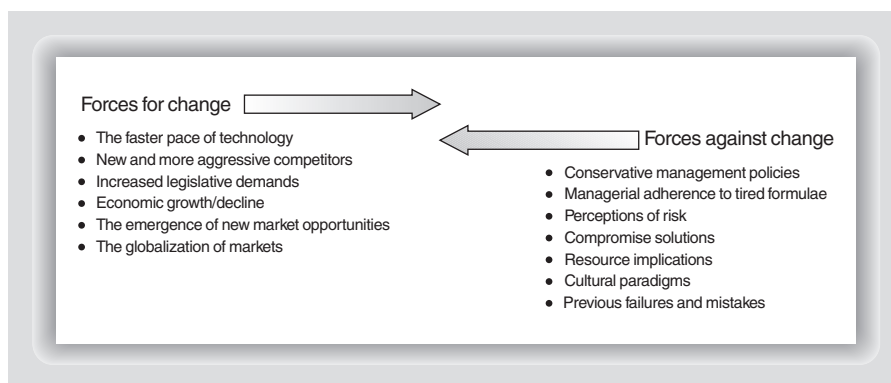 Forces for change
● The faster pace of technology
● New and more aggressive competitors
● Increased legislative demands
● Economic growth/decline
● The emergence of new market opportunities
● The globalization of markets
Forces against change
● Conservative management policies
● Managerial adherence to tired formulae
● Perceptions of risk
● Compromise solutions
● Resource implications
● Cultural paradigms
● Previous failures and mistakes